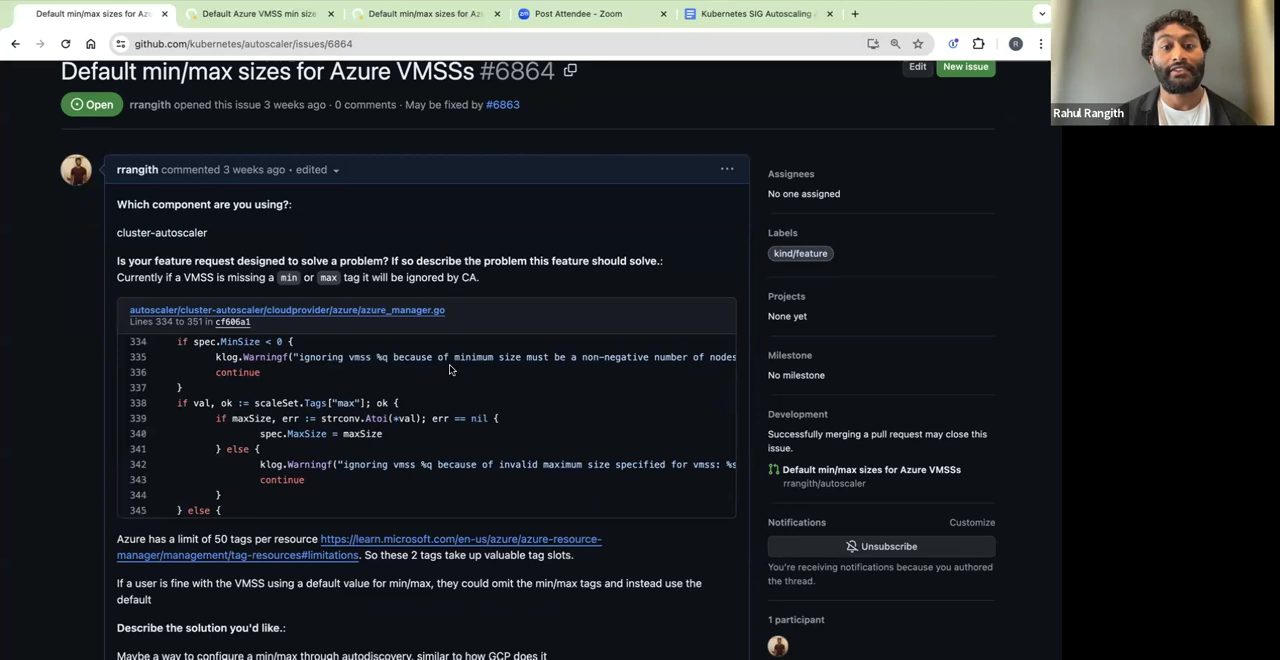 Default min/max sizes for Az
Default Azure VMSS min size
Default min/max sizes for Az
Post Attendee - Zoom
Kubernetes SIG Autoscaling
github.com/kubernetes/autoscaler/issues/6864
R
Default min/max sizes for Azure VMSSs #6864
Edit
New issue
Open
rrangith opened this issue 3 weeks ago · 0 comments · May be fixed by #6863
Rahul Rangith
rrangith commented 3 weeks ago · edited
Which component are you using?:
cluster-autoscaler
Is your feature request designed to solve a problem? If so describe the problem this feature should solve.:
Currently if a VMSS is missing a min or max tag it will be ignored by CA.
autoscaler/cluster-autoscaler/cloudprovider/azure/azure_manager.go
Lines 334 to 351 in cf606a1
334 if spec.MinSize < 0 {
335 klog.Warningf("ignoring vmss %q because of minimum size must be a non-negative number of nodes
336 continue
337 }
338 if val, ok := scaleSet.Tags["max"]; ok {
339 if maxSize, err := strconv.Atoi(*val); err == nil {
340 spec.MaxSize = maxSize
341 } else {
342 klog.Warningf("ignoring vmss %q because of invalid maximum size specified for vmss: %s
343 continue
344 }
345 } else {
Azure has a limit of 50 tags per resource https://learn.microsoft.com/en-us/azure/azure-resource-
manager/management/tag-resources#limitations. So these 2 tags take up valuable tag slots.
If a user is fine with the VMSS using a default value for min/max, they could omit the min/max tags and instead use the
default
Describe the solution you'd like.:
Maybe a way to configure a min/max through autodiscovery, similar to how GCP does it
Assignees
No one assigned
Labels
kind/feature
Projects
None yet
Milestone
No milestone
Development
Successfully merging a pull request may close this
issue.
Default min/max sizes for Azure VMSSs
rrangith/autoscaler
Notifications
Customize
Unsubscribe
You're receiving notifications because you authored
the thread.
1 participant